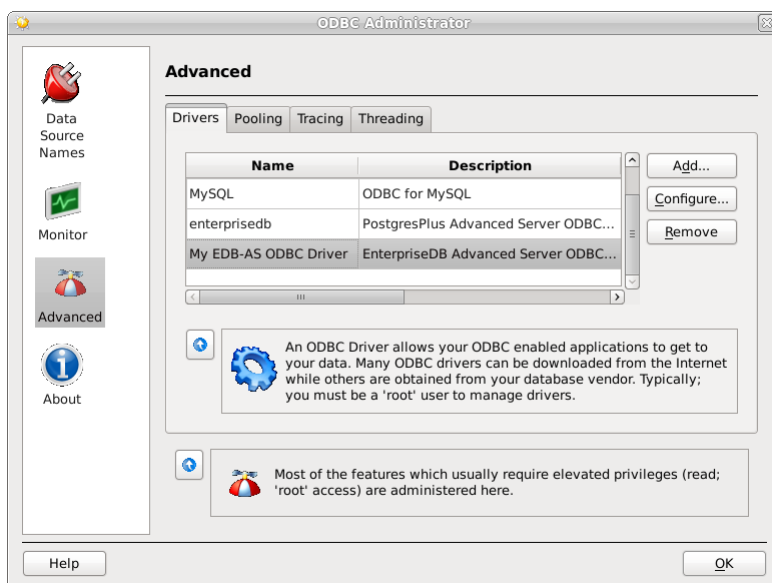 ODBC Administrator
Data
Source
Names
Monitor
Advanced
About
Advanced
Drivers Pooling Tracing Threading
Name Description
MySQL ODBC for MySQL
enterprisedb PostgresPlus Advanced Server ODBC...
My EDB-AS ODBC Driver EnterpriseDB Advanced Server ODBC...
Add...
Configure...
Remove
An ODBC Driver allows your ODBC enabled applications to get to
your data. Many ODBC drivers can be downloaded from the Internet
while others are obtained from your database vendor. Typically;
you must be a 'root' user to manage drivers.
Most of the features which usually require elevated privileges (read;
'root' access) are administered here.
Help
OK